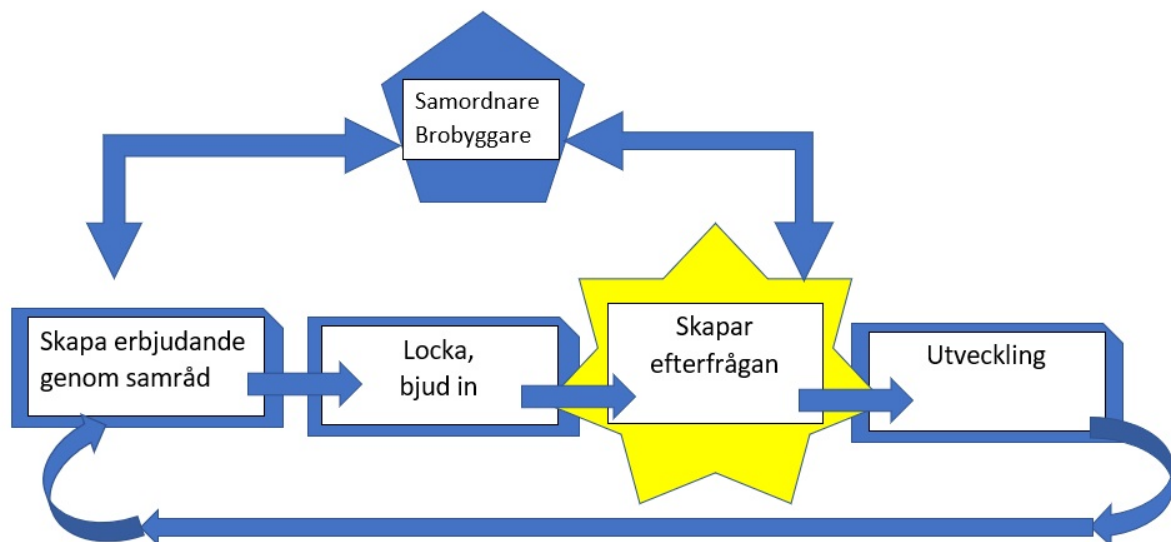 Samordnare
Brobyggare
Skapa erbjudande
genom samråd
Locka,
bjud in
Skapar
efterfrågan
Utveckling